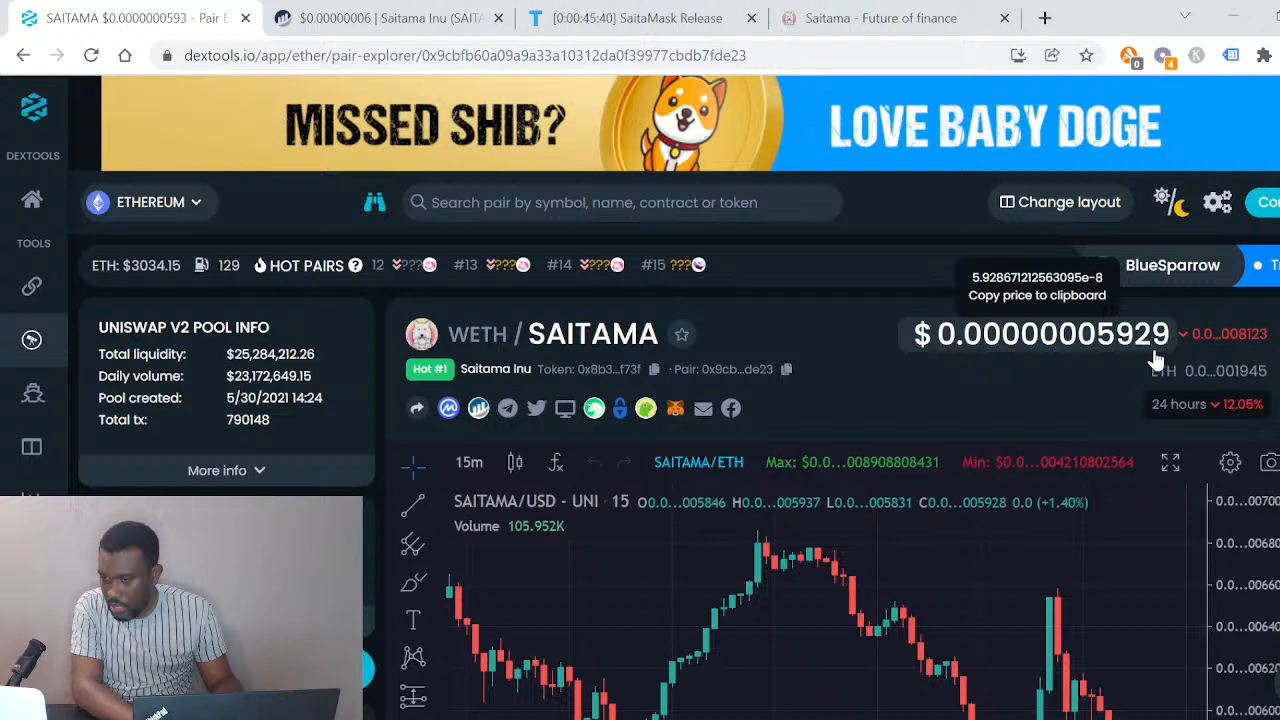 SAITAMA $0.0000000593 - Pair E
$0.00000006 | Saitama Inu (SAITA
[0:00:45:40] SaitaMask Release
Saitama - Future of finance
dextools.io/app/ether/pair-explorer/0x9cbfb60a09a9a33a10312da0f39977cbdb7fde23
0
4
K
MISSED SHIB?
LOVE BABY DOGE
DEXTOOLS
ETHEREUM
Search pair by symbol, name, contract or token
Change layout
Co
TOOLS
ETH: $3034.15
129
HOT PAIRS
12 ???
#13 ???
#14 ???
#15 ???
BlueSparrow
T
5.928671212563095e-8
Copy price to clipboard
UNISWAP V2 POOL INFO
Total liquidity: $25,284,212.26
Daily volume: $23,172,649.15
Pool created: 5/30/2021 14:24
Total tx: 790148
More info
WETH / SAITAMA
$ 0.00000005929
0.0...008123
Hot #1
Saitama Inu
Token: 0x8b3...f73f
· Pair: 0x9cb...de23
ETH 0.0...001945
24 hours 12.05%
15m
SAITAMA/ETH
Max: $0.0...008908808431
Min: $0.0...004210802564
SAITAMA/USD - UNI · 15 O0.0...005846 H0.0...005937 L0.0...005831 C0.0...005928 0.0 (+1.40%)
Volume 105.952K
0.0...00700
0.0...00680
0.0...00660
0.0...00640
0.0...00620
0.0...00600